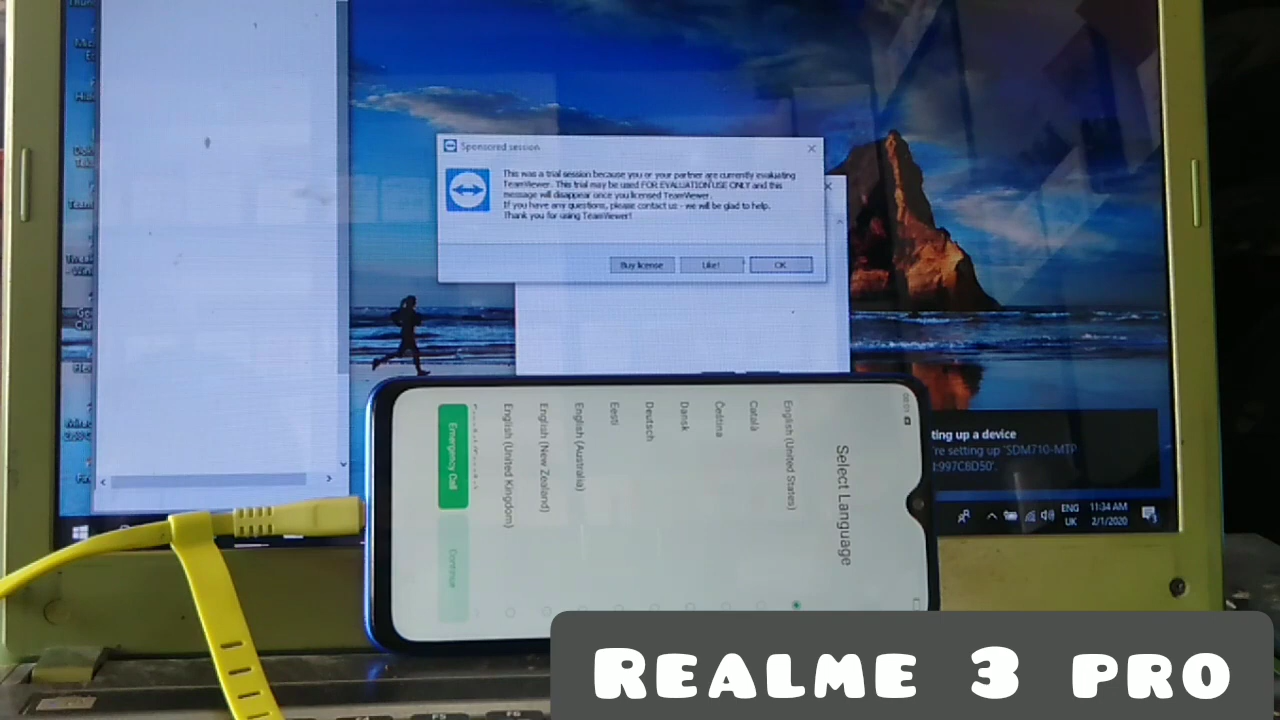 Sponsored session
This was a trial session because you or your partner are currently evaluating
TeamViewer. This trial may be used FOR EVALUATION USE ONLY and this
message will disappear once you licensed TeamViewer.
If you have any questions, please contact us - we will be glad to help.
Thank you for using TeamViewer!
Buy license
Like!
OK
ting up a device
're setting up 'SDM710-MTP
:997C8D50'.
ENG
UK
11:34 AM
2/1/2020
Select Language
English (United States)
Català
Čeština
Dansk
Deutsch
Eesti
English (Australia)
English (New Zealand)
English (United Kingdom)
Emergency Call
Continue
REALME 3 PRO